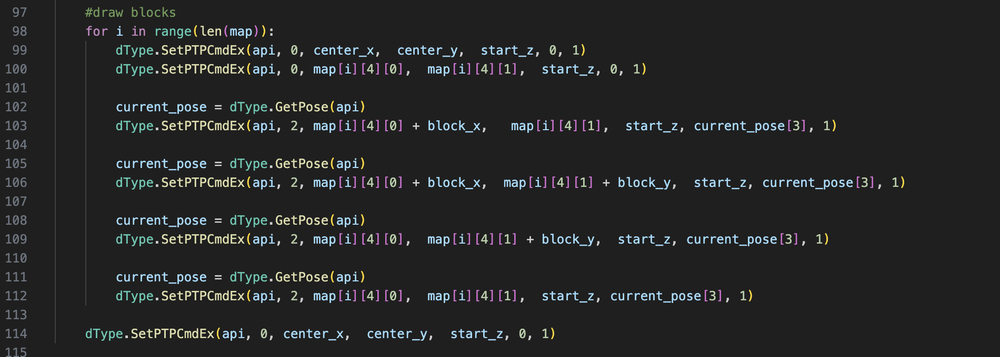 97 #draw blocks
98 for i in range(len(map)):
99 dType.SetPTPCmdEx(api, 0, center_x,  center_y,  start_z, 0, 1)
100 dType.SetPTPCmdEx(api, 0, map[i][4][0],  map[i][4][1],  start_z, 0, 1)
101
102 current_pose = dType.GetPose(api)
103 dType.SetPTPCmdEx(api, 2, map[i][4][0] + block_x,   map[i][4][1],  start_z, current_pose[3], 1)
104
105 current_pose = dType.GetPose(api)
106 dType.SetPTPCmdEx(api, 2, map[i][4][0] + block_x,  map[i][4][1] + block_y,  start_z, current_pose[3], 1)
107
108 current_pose = dType.GetPose(api)
109 dType.SetPTPCmdEx(api, 2, map[i][4][0],  map[i][4][1] + block_y,  start_z, current_pose[3], 1)
110
111 current_pose = dType.GetPose(api)
112 dType.SetPTPCmdEx(api, 2, map[i][4][0],  map[i][4][1],  start_z, current_pose[3], 1)
113
114 dType.SetPTPCmdEx(api, 0, center_x,  center_y,  start_z, 0, 1)
115